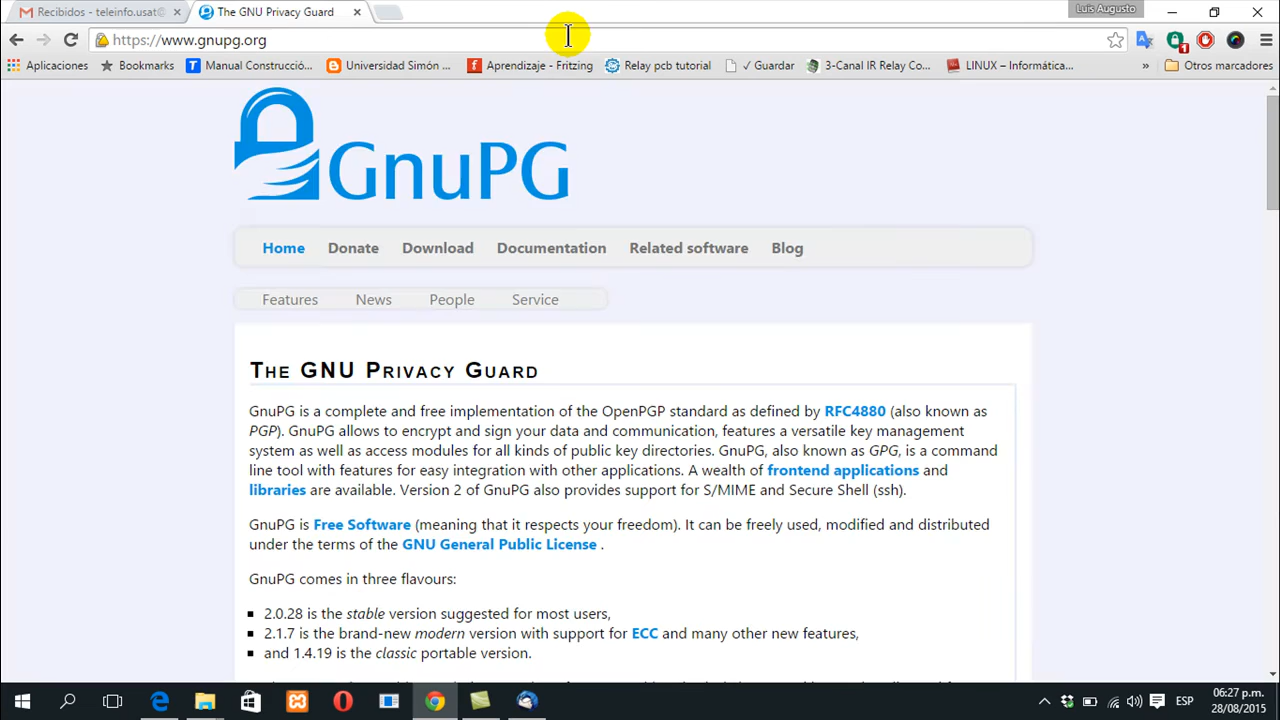 Recibidos - teleinfo.usat@
The GNU Privacy Guard
Luis Augusto
https://www.gnupg.org
1
Aplicaciones
Bookmarks
Manual Construcció...
Universidad Simón ...
Aprendizaje - Fritzing
Relay pcb tutorial
✓ Guardar
3-Canal IR Relay Co...
LINUX – Informática...
»
Otros marcadores
GnuPG
Home Donate Download Documentation Related software Blog
Features News People Service
The GNU Privacy Guard
GnuPG is a complete and free implementation of the OpenPGP standard as defined by RFC4880 (also known as
PGP). GnuPG allows to encrypt and sign your data and communication, features a versatile key management
system as well as access modules for all kinds of public key directories. GnuPG, also known as GPG, is a command
line tool with features for easy integration with other applications. A wealth of frontend applications and
libraries are available. Version 2 of GnuPG also provides support for S/MIME and Secure Shell (ssh).
GnuPG is Free Software (meaning that it respects your freedom). It can be freely used, modified and distributed
under the terms of the GNU General Public License .
GnuPG comes in three flavours:
2.0.28 is the stable version suggested for most users,
2.1.7 is the brand-new modern version with support for ECC and many other new features,
and 1.4.19 is the classic portable version.
ESP
06:27 p.m.
28/08/2015